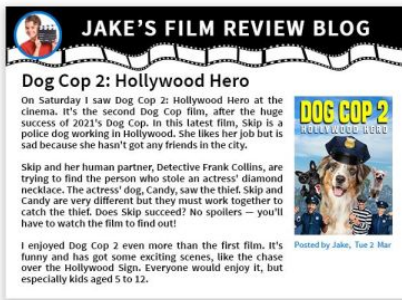 JAKE'S FILM REVIEW BLOG
Dog Cop 2: Hollywood Hero
On Saturday I saw Dog Cop 2: Hollywood Hero at the
cinema. It's the second Dog Cop film, after the huge
success of 2021's Dog Cop. In this latest film, Skip is a
police dog working in Hollywood. She likes her job but is
sad because she hasn't got any friends in the city.
Skip and her human partner, Detective Frank Collins, are
trying to find the person who stole an actress' diamond
necklace. The actress' dog, Candy, saw the thief. Skip and
Candy are very different but they must work together to
catch the thief. Does Skip succeed? No spoilers — you'll
have to watch the film to find out!
I enjoyed Dog Cop 2 even more than the first film. It's
funny and has got some exciting scenes, like the chase
over the Hollywood Sign. Everyone would enjoy it, but
especially kids aged 5 to 12.
DOG COP 2
HOLLYWOOD HERO
Posted by Jake, Tue 2 Mar